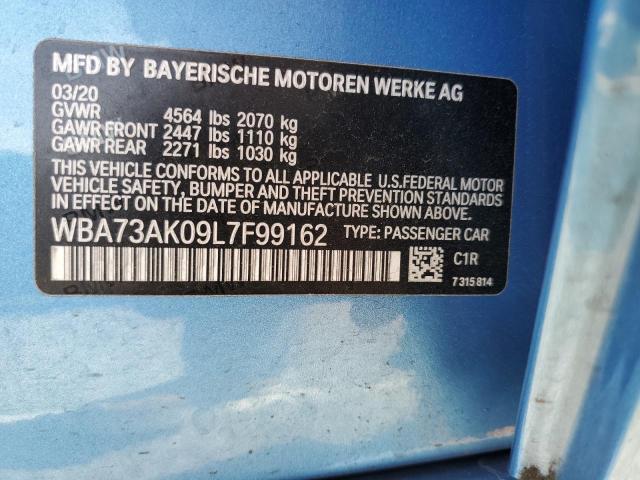 MFD BY BAYERISCHE MOTOREN WERKE AG
03/20
GVWR 4564 lbs 2070 kg
GAWR FRONT 2447 lbs 1110 kg
GAWR REAR 2271 lbs 1030 kg
THIS VEHICLE CONFORMS TO ALL APPLICABLE U.S.FEDERAL MOTOR
VEHICLE SAFETY, BUMPER AND THEFT PREVENTION STANDARDS
IN EFFECT ON THE DATE OF MANUFACTURE SHOWN ABOVE.
WBA73AK09L7F99162 TYPE: PASSENGER CAR
C1R
7315814